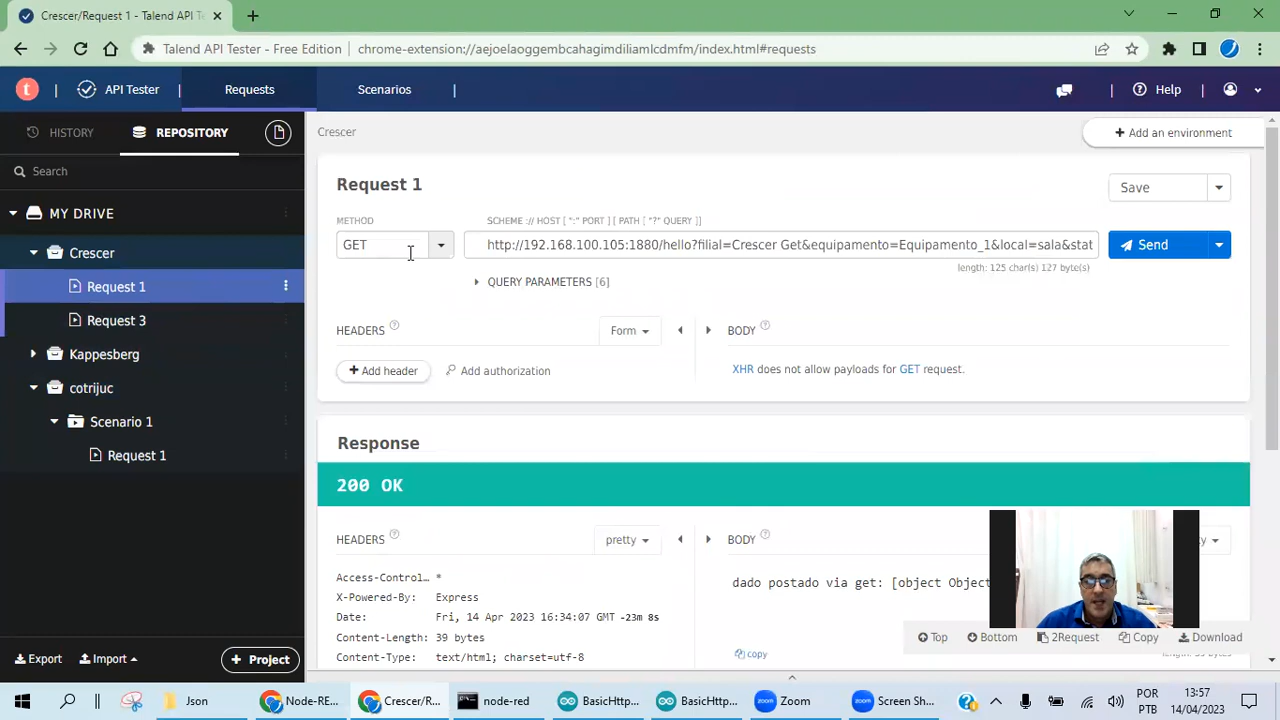 Crescer/Request 1 - Talend API Te
Talend API Tester - Free Edition | chrome-extension://aejoelaoggembcahagimdiliamlcdmfm/index.html#requests
t | API Tester Requests Scenarios | | Help |
HISTORY REPOSITORY
Search
MY DRIVE
Crescer
Request 1
Request 3
Kappesberg
cotrijuc
Scenario 1
Request 1
Export Import + Project
Crescer
+ Add an environment
Request 1
Save
METHOD SCHEME :// HOST [ ":" PORT ] [ PATH [ "?" QUERY ]]
GET http://192.168.100.105:1880/hello?filial=Crescer Get&equipamento=Equipamento_1&local=sala&stat Send
length: 125 char(s) 127 byte(s)
QUERY PARAMETERS [6]
HEADERS ? Form BODY ?
+ Add header Add authorization XHR does not allow payloads for GET request.
Response
200 OK
HEADERS ? pretty BODY ?
Access-Control… *
X-Powered-By: Express
Date: Fri, 14 Apr 2023 16:34:07 GMT -23m 8s
Content-Length: 39 bytes
Content-Type: text/html; charset=utf-8
dado postado via get: [object Object
Top Bottom 2Request Copy Download
copy
Json Node-RE... Crescer/R... node-red BasicHttp... BasicHttp... Zoom Screen Sh... POR PTB 13:57 14/04/2023